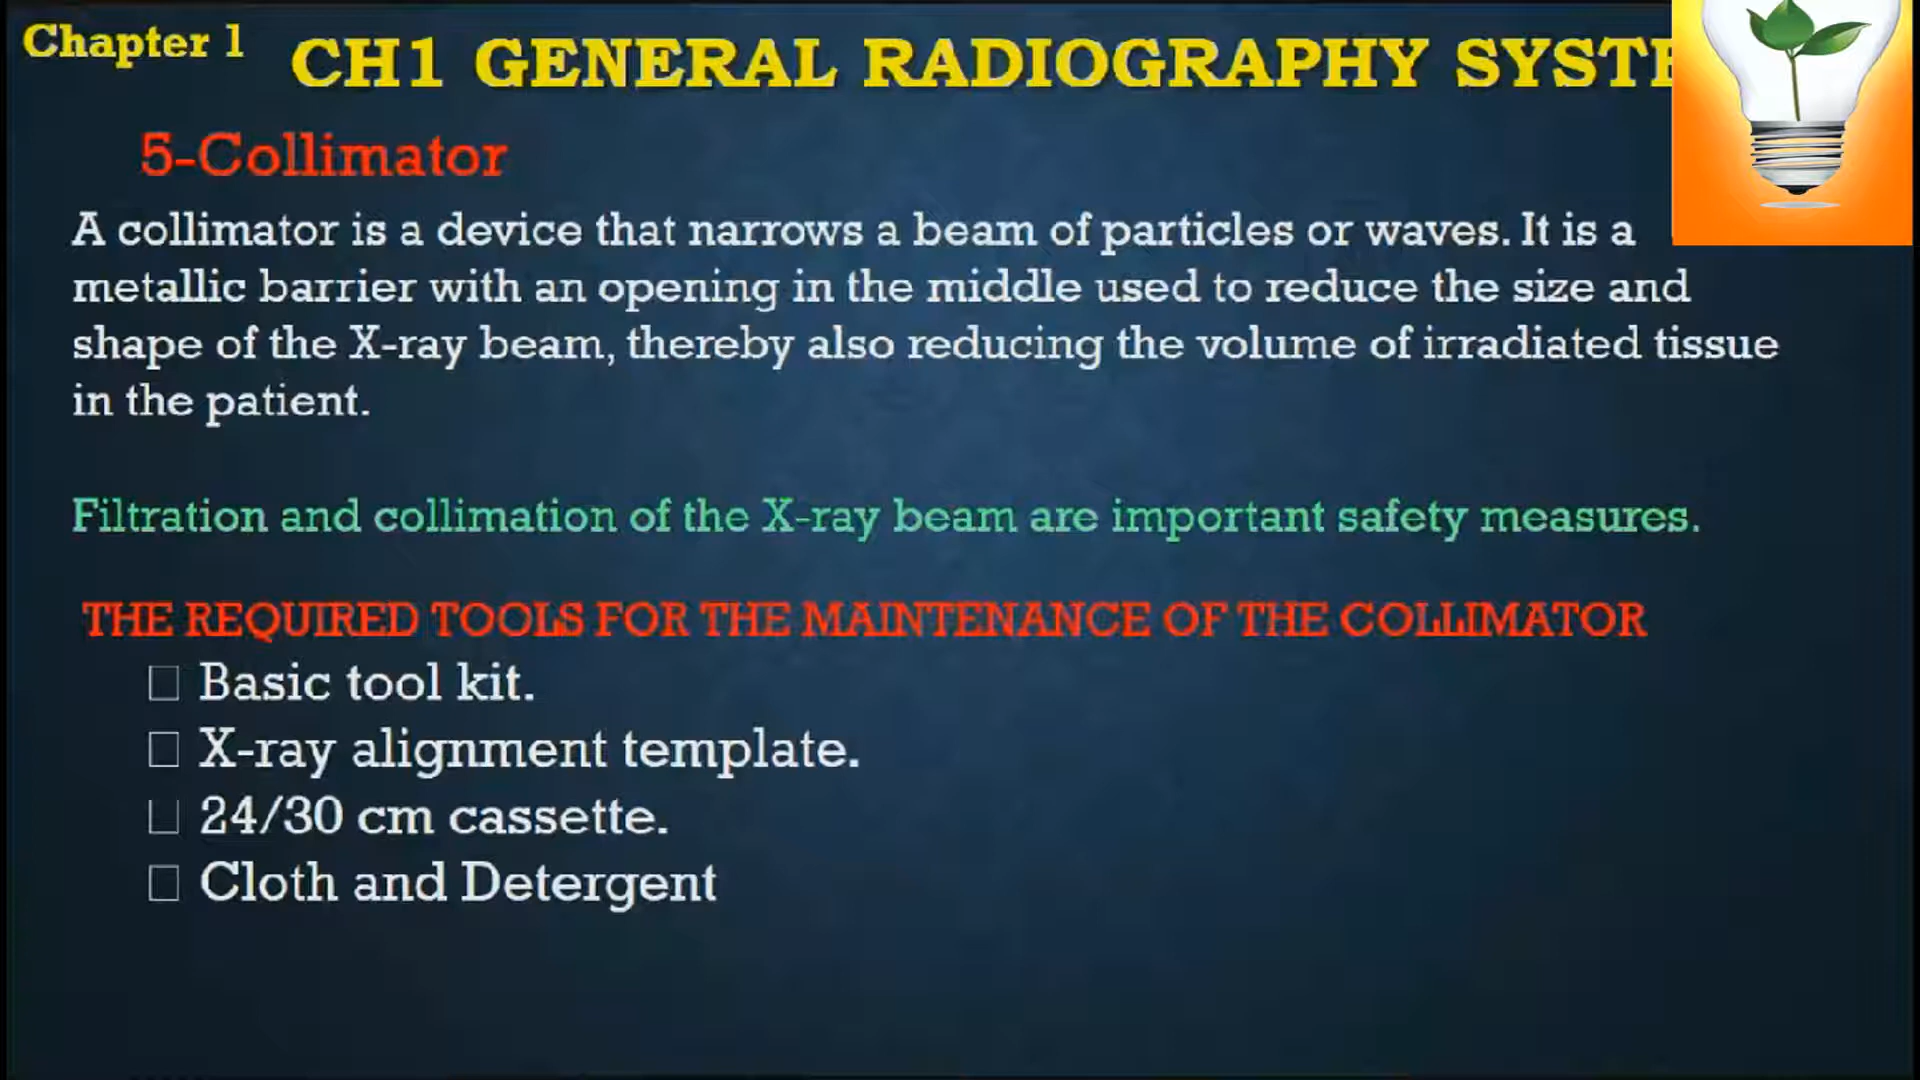 Chapter 1
CH1 GENERAL RADIOGRAPHY SYSTE
5-Collimator
A collimator is a device that narrows a beam of particles or waves. It is a
metallic barrier with an opening in the middle used to reduce the size and
shape of the X-ray beam, thereby also reducing the volume of irradiated tissue
in the patient.
Filtration and collimation of the X-ray beam are important safety measures.
THE REQUIRED TOOLS FOR THE MAINTENANCE OF THE COLLIMATOR
□ Basic tool kit.
□ X-ray alignment template.
□ 24/30 cm cassette.
□ Cloth and Detergent